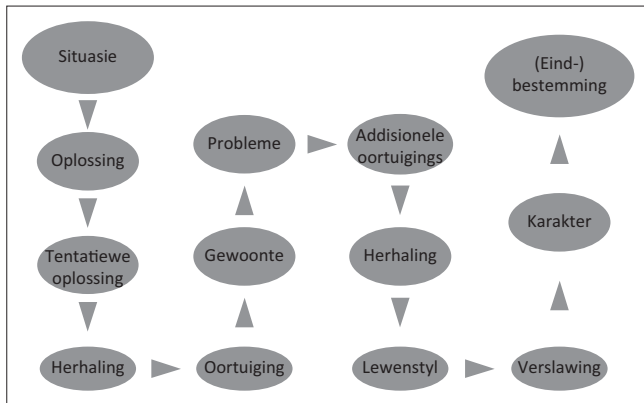 Situasie
Oplossing
Tentatiewe
oplossing
Herhaling
Oortuiging
Gewoonte
Probleme
Addisionele
oortuigings
Herhaling
Lewenstyl
Verslawing
Karakter
(Eind-)
bestemming